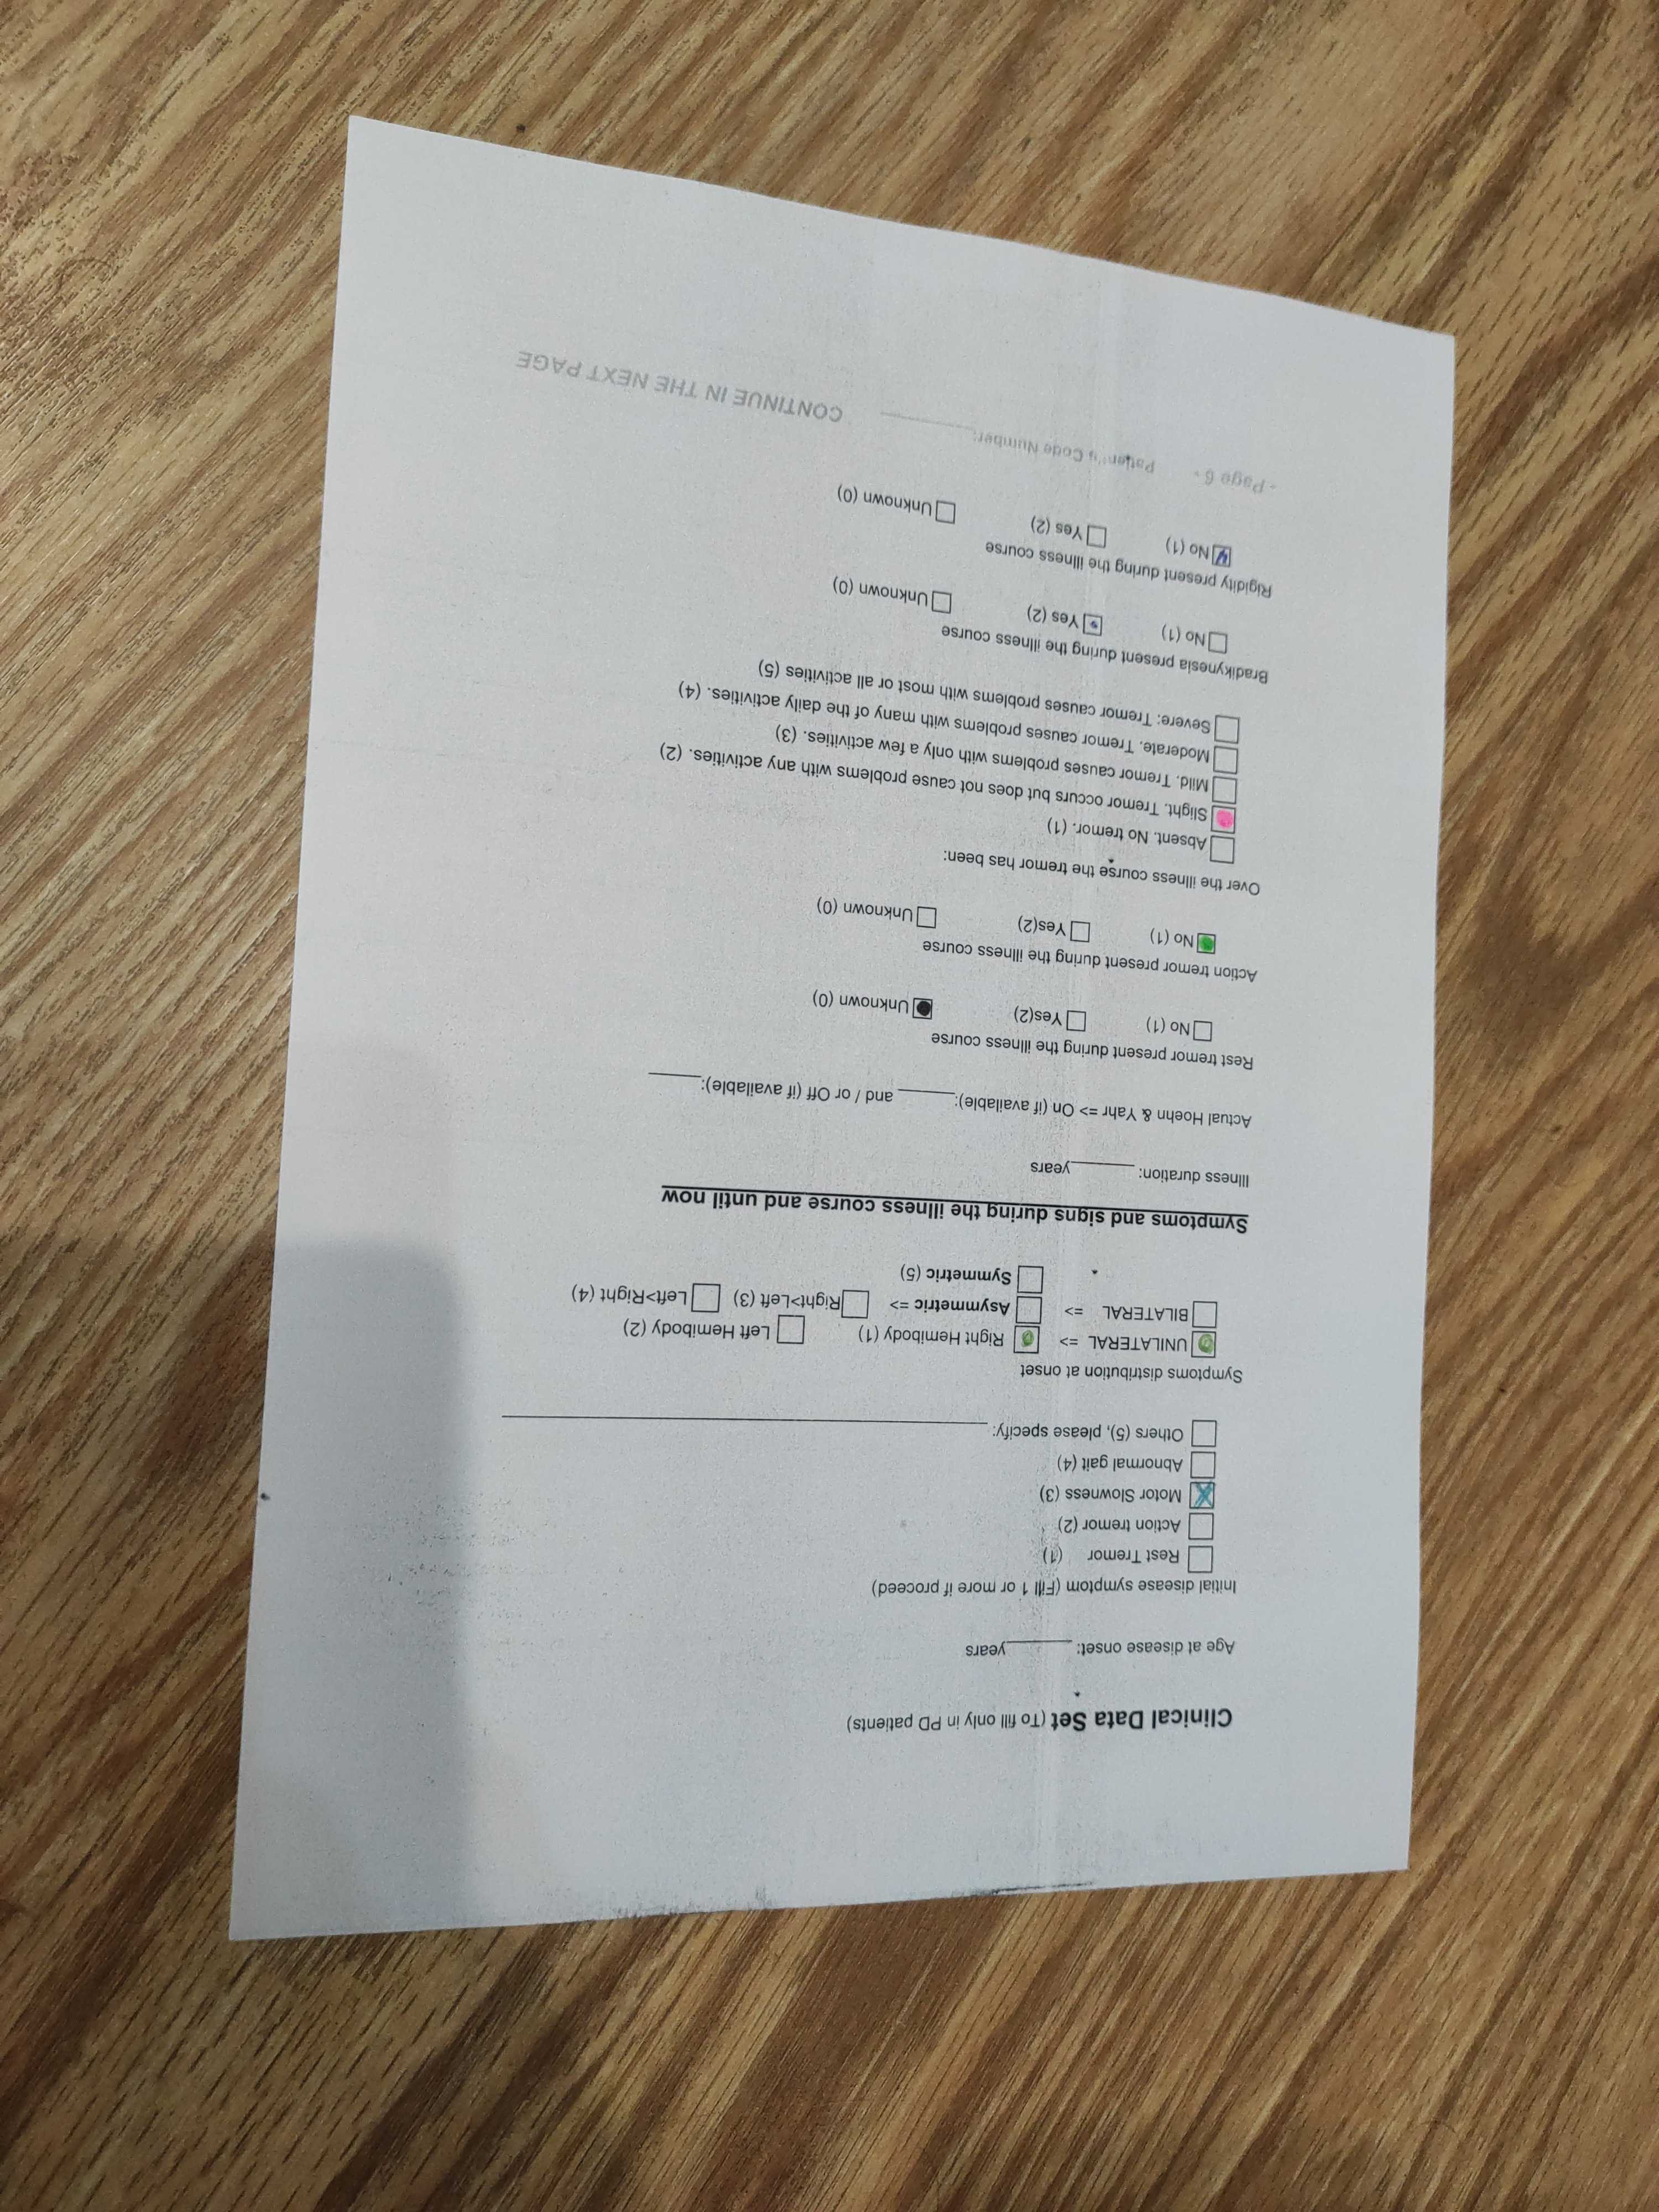 Clinical Data Set (To fill only in PD patients)
Age at disease onset: ______years
Initial disease symptom (Fill 1 or more if proceed)
☐ Rest Tremor (1)
☐ Action tremor (2)
☒ Motor Slowness (3)
☐ Abnormal gait (4)
☐ Others (5), please specify: ______
Symptoms distribution at onset
☒ UNILATERAL => ☒ Right Hemibody (1) ☐ Left Hemibody (2)
☐ BILATERAL => ☐ Asymmetric => ☐ Right>Left (3) ☐ Left>Right (4)
☐ Symmetric (5)
Symptoms and signs during the illness course and until now
Illness duration: ______years
Actual Hoehn & Yahr => On (if available):______ and / or Off (if available):______
Rest tremor present during the illness course
☐ No (1) ☐ Yes(2) ☒ Unknown (0)
Action tremor present during the illness course
☒ No (1) ☐ Yes(2) ☐ Unknown (0)
Over the illness course the tremor has been:
☐ Absent. No tremor. (1)
☒ Slight. Tremor occurs but does not cause problems with any activities. (2)
☐ Mild. Tremor causes problems with only a few activities. (3)
☐ Moderate. Tremor causes problems with many of the daily activities. (4)
☐ Severe: Tremor causes problems with most or all activities (5)
Bradikynesia present during the illness course
☐ No (1) ☒ Yes (2) ☐ Unknown (0)
Rigidity present during the illness course
☒ No (1) ☐ Yes (2) ☐ Unknown (0)
- Page 6 - Patient's Code Number:______ CONTINUE IN THE NEXT PAGE